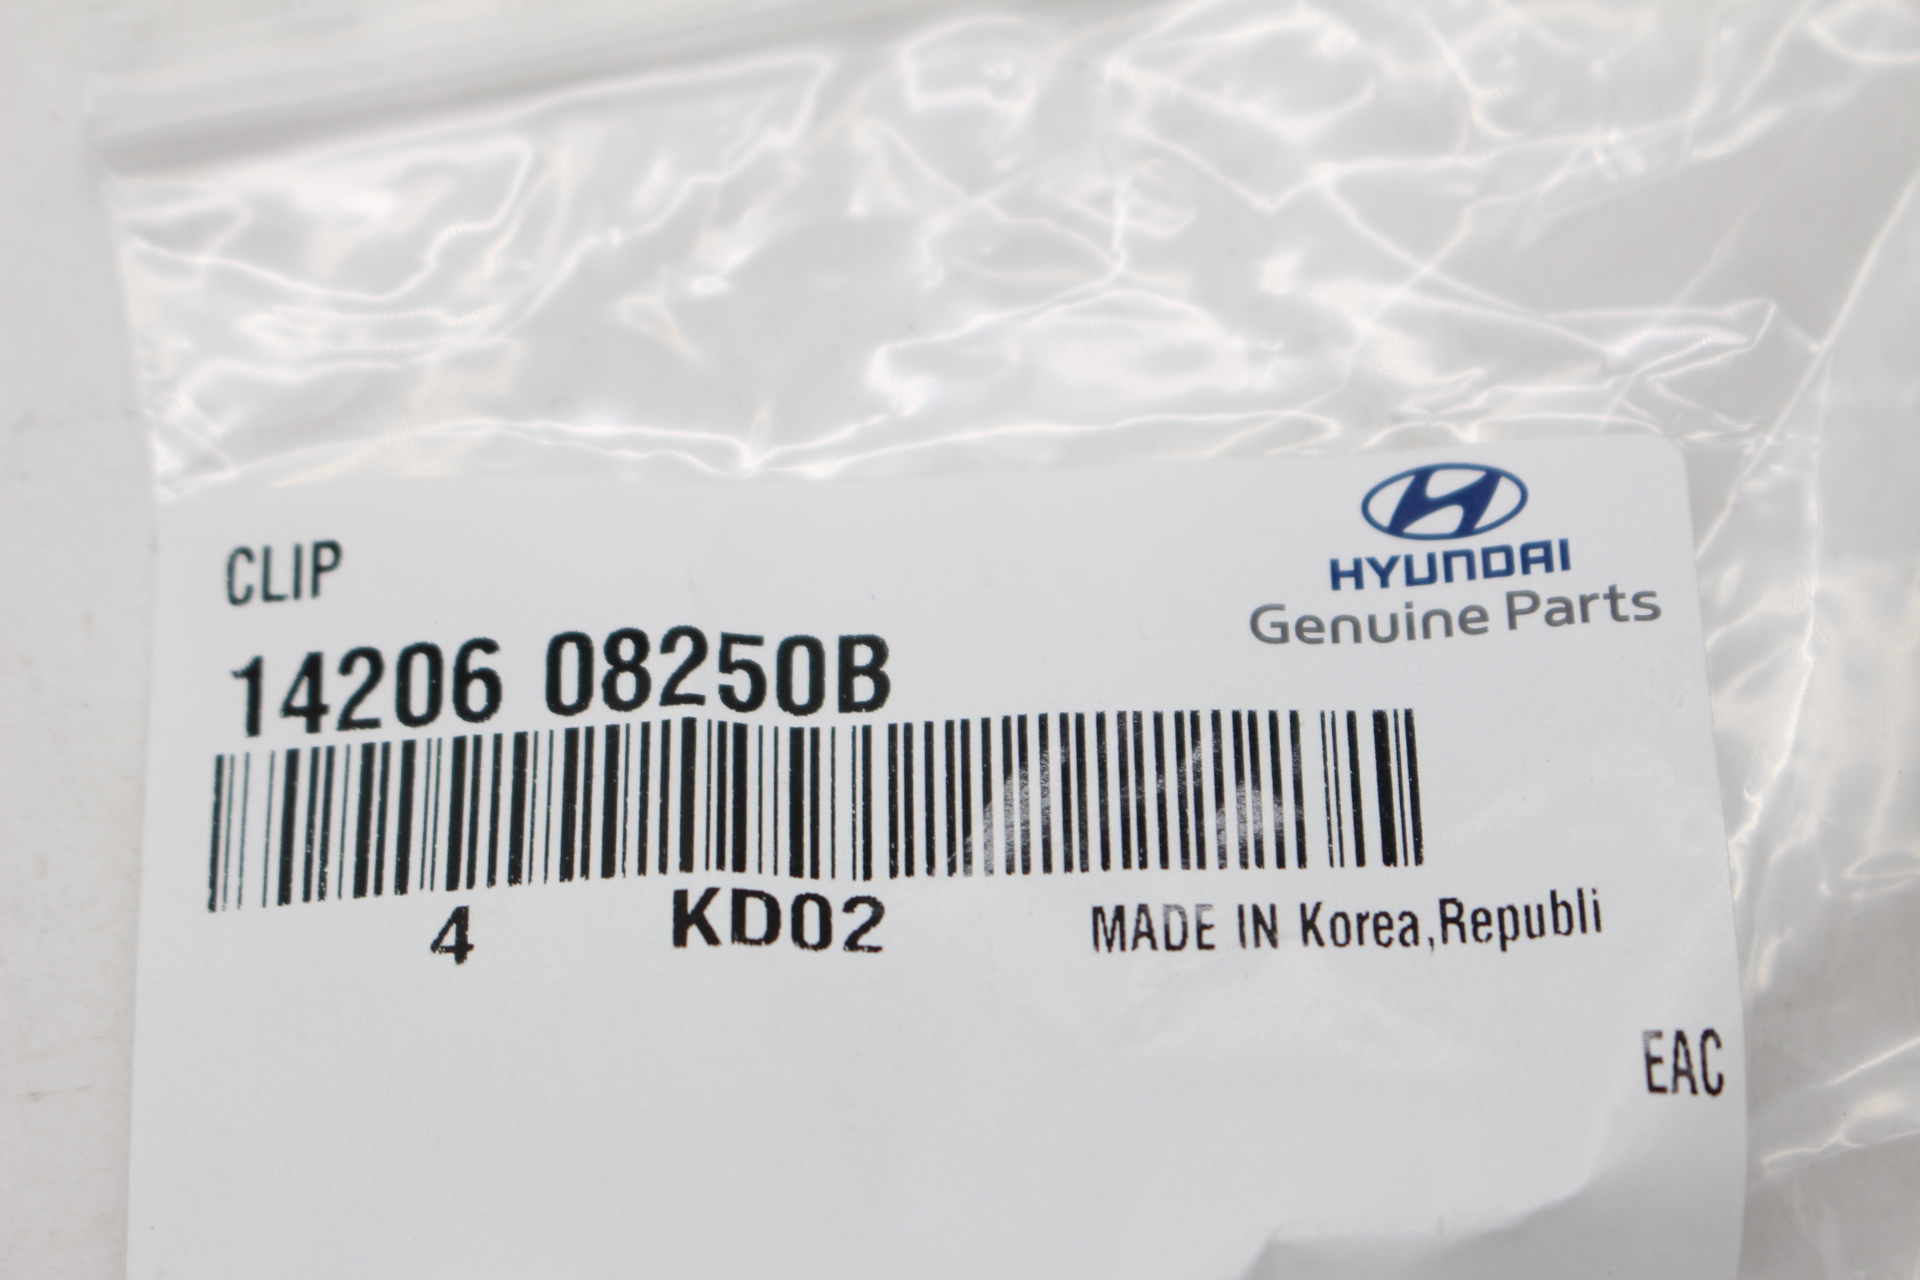 HYUNDAI
Genuine Parts
CLIP
14206 08250B
4 KD02 MADE IN Korea,Republi
EAC